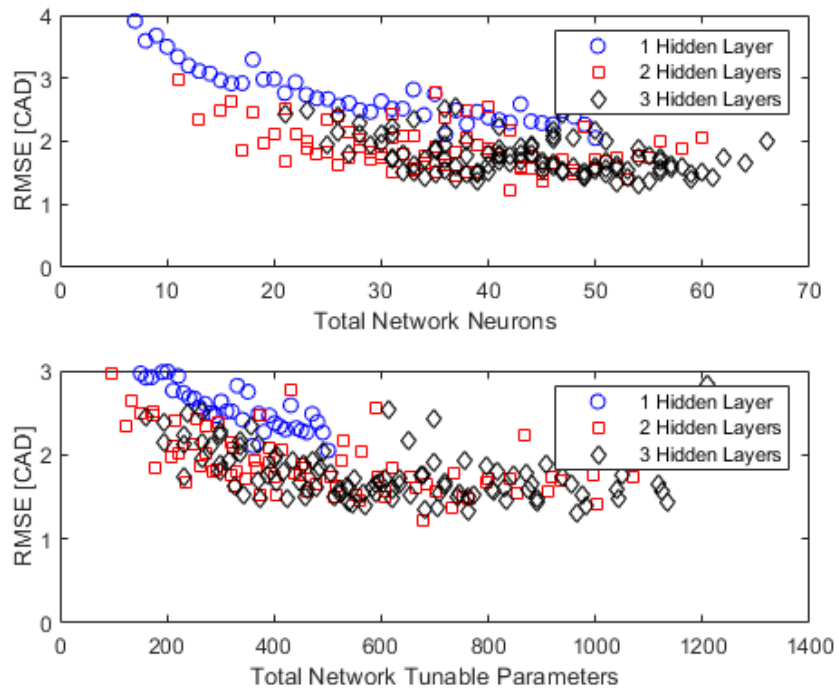 4
3
2
1
0
RMSE [CAD]
1 Hidden Layer
2 Hidden Layers
3 Hidden Layers
0 10 20 30 40 50 60 70
Total Network Neurons
3
2
1
0
RMSE [CAD]
1 Hidden Layer
2 Hidden Layers
3 Hidden Layers
0 200 400 600 800 1000 1200 1400
Total Network Tunable Parameters